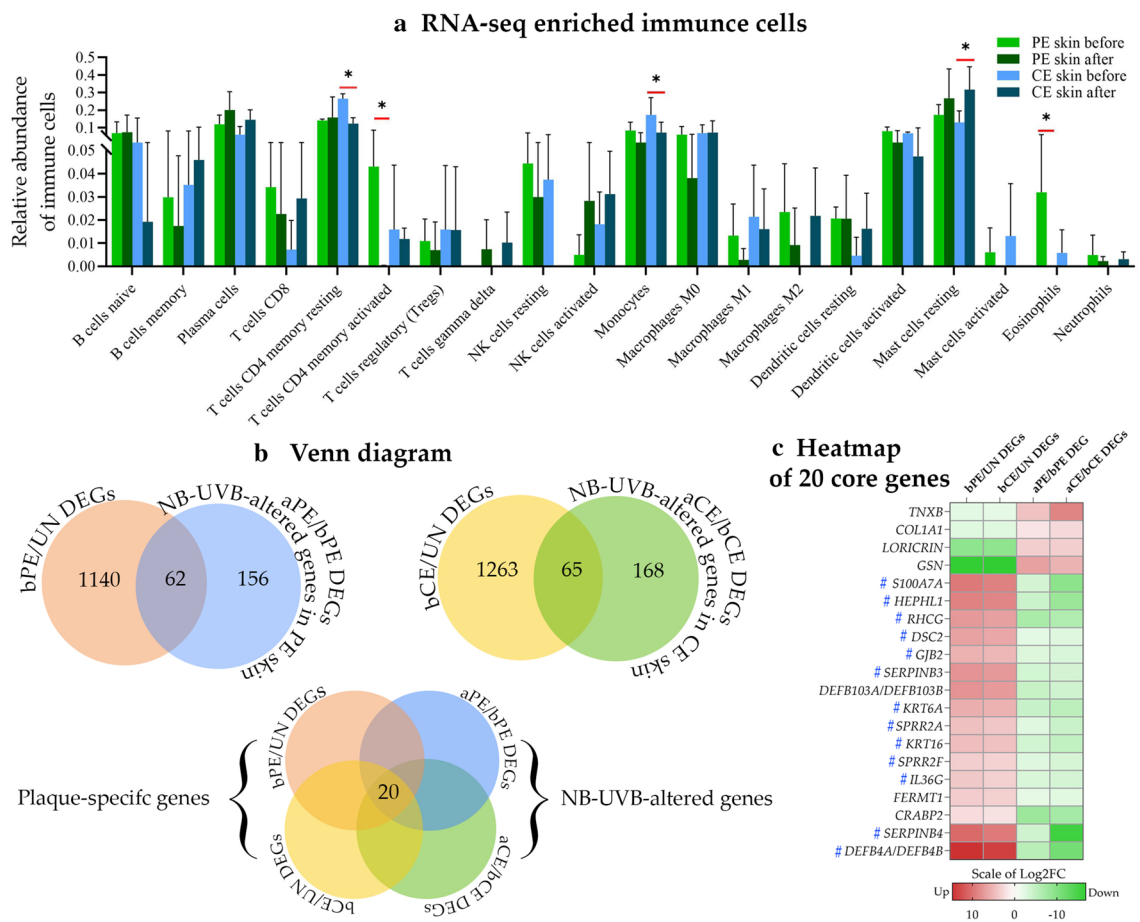 a RNA-seq enriched immunce cells
Relative abundance
of immune cells
0.5
0.4
0.3
0.2
0.1
0.05
0.04
0.03
0.02
0.01
0.00
*
*
*
*
*
PE skin before
PE skin after
CE skin before
CE skin after
B cells naive
B cells memory
Plasma cells
T cells CD8
T cells CD4 memory resting
T cells CD4 memory activated
T cells regulatory (Tregs)
T cells gamma delta
NK cells resting
NK cells activated
Monocytes
Macrophages M0
Macrophages M1
Macrophages M2
Dendritic cells resting
Dendritic cells activated
Mast cells resting
Mast cells activated
Eosinophils
Neutrophils
b Venn diagram
bPE/UN DEGs
NB-UVB-altered genes in PE skin
aPE/bPE DEGs
1140
62
156
bCE/UN DEGs
NB-UVB-altered genes in CE skin
aCE/bCE DEGs
1263
65
168
bPE/UN DEGs
aPE/bPE DEGs
bCE/UN DEGs
aCE/bCE DEGs
20
Plaque-specifc genes
NB-UVB-altered genes
c Heatmap
of 20 core genes
bPE/UN DEGs
bCE/UN DEGs
aPE/bPE DEG
aCE/bCE DEGs
TNXB
COL1A1
LORICRIN
GSN
# S100A7A
# HEPHL1
# RHCG
# DSC2
# GJB2
# SERPINB3
DEFB103A/DEFB103B
# KRT6A
# SPRR2A
# KRT16
# SPRR2F
# IL36G
FERMT1
CRABP2
# SERPINB4
# DEFB4A/DEFB4B
Scale of Log2FC
Up
Down
10 0 -10